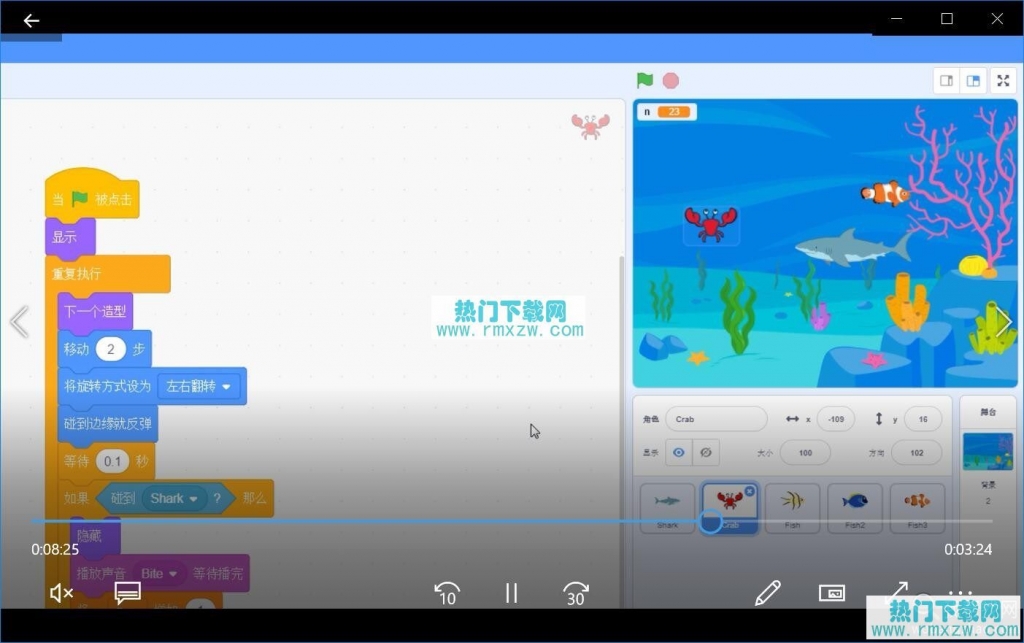 n 23
当 被点击
显示
重复执行
下一个造型
移动 2 步
将旋转方式设为 左右翻转
碰到边缘就反弹
等待 0.1 秒
如果 碰到 Shark ? 那么
隐藏
播放声音 Bite 等待播完
热门下载网
www.rmxzw.com
角色 Crab x -109 y 16
显示 大小 100 方向 102
Shark Crab Fish Fish2 Fish3
舞台
背景
2
0:08:25
0:03:24
10
30
热门下载网
www.rmxzw.com